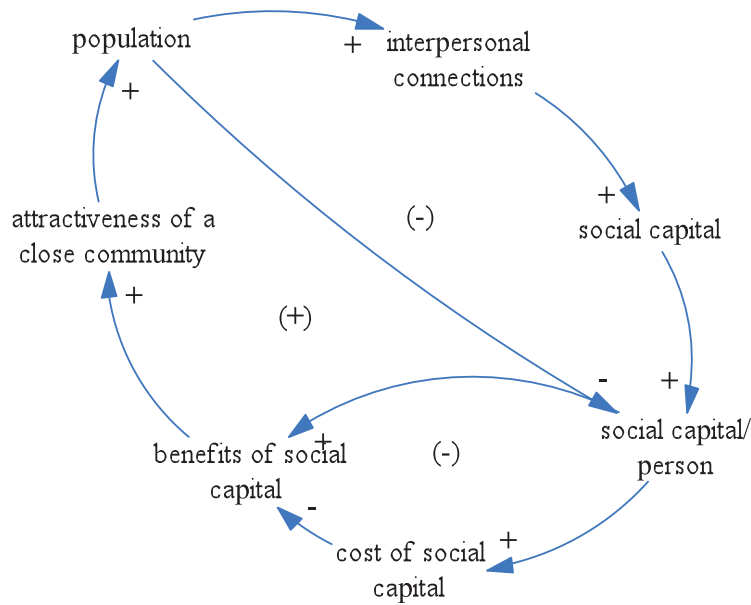 population
+
interpersonal
connections
+
attractiveness of a
close community
(-)
+
social capital
+
(+)
-
+
social capital/
person
+
benefits of social
capital
(-)
-
cost of social
capital
+